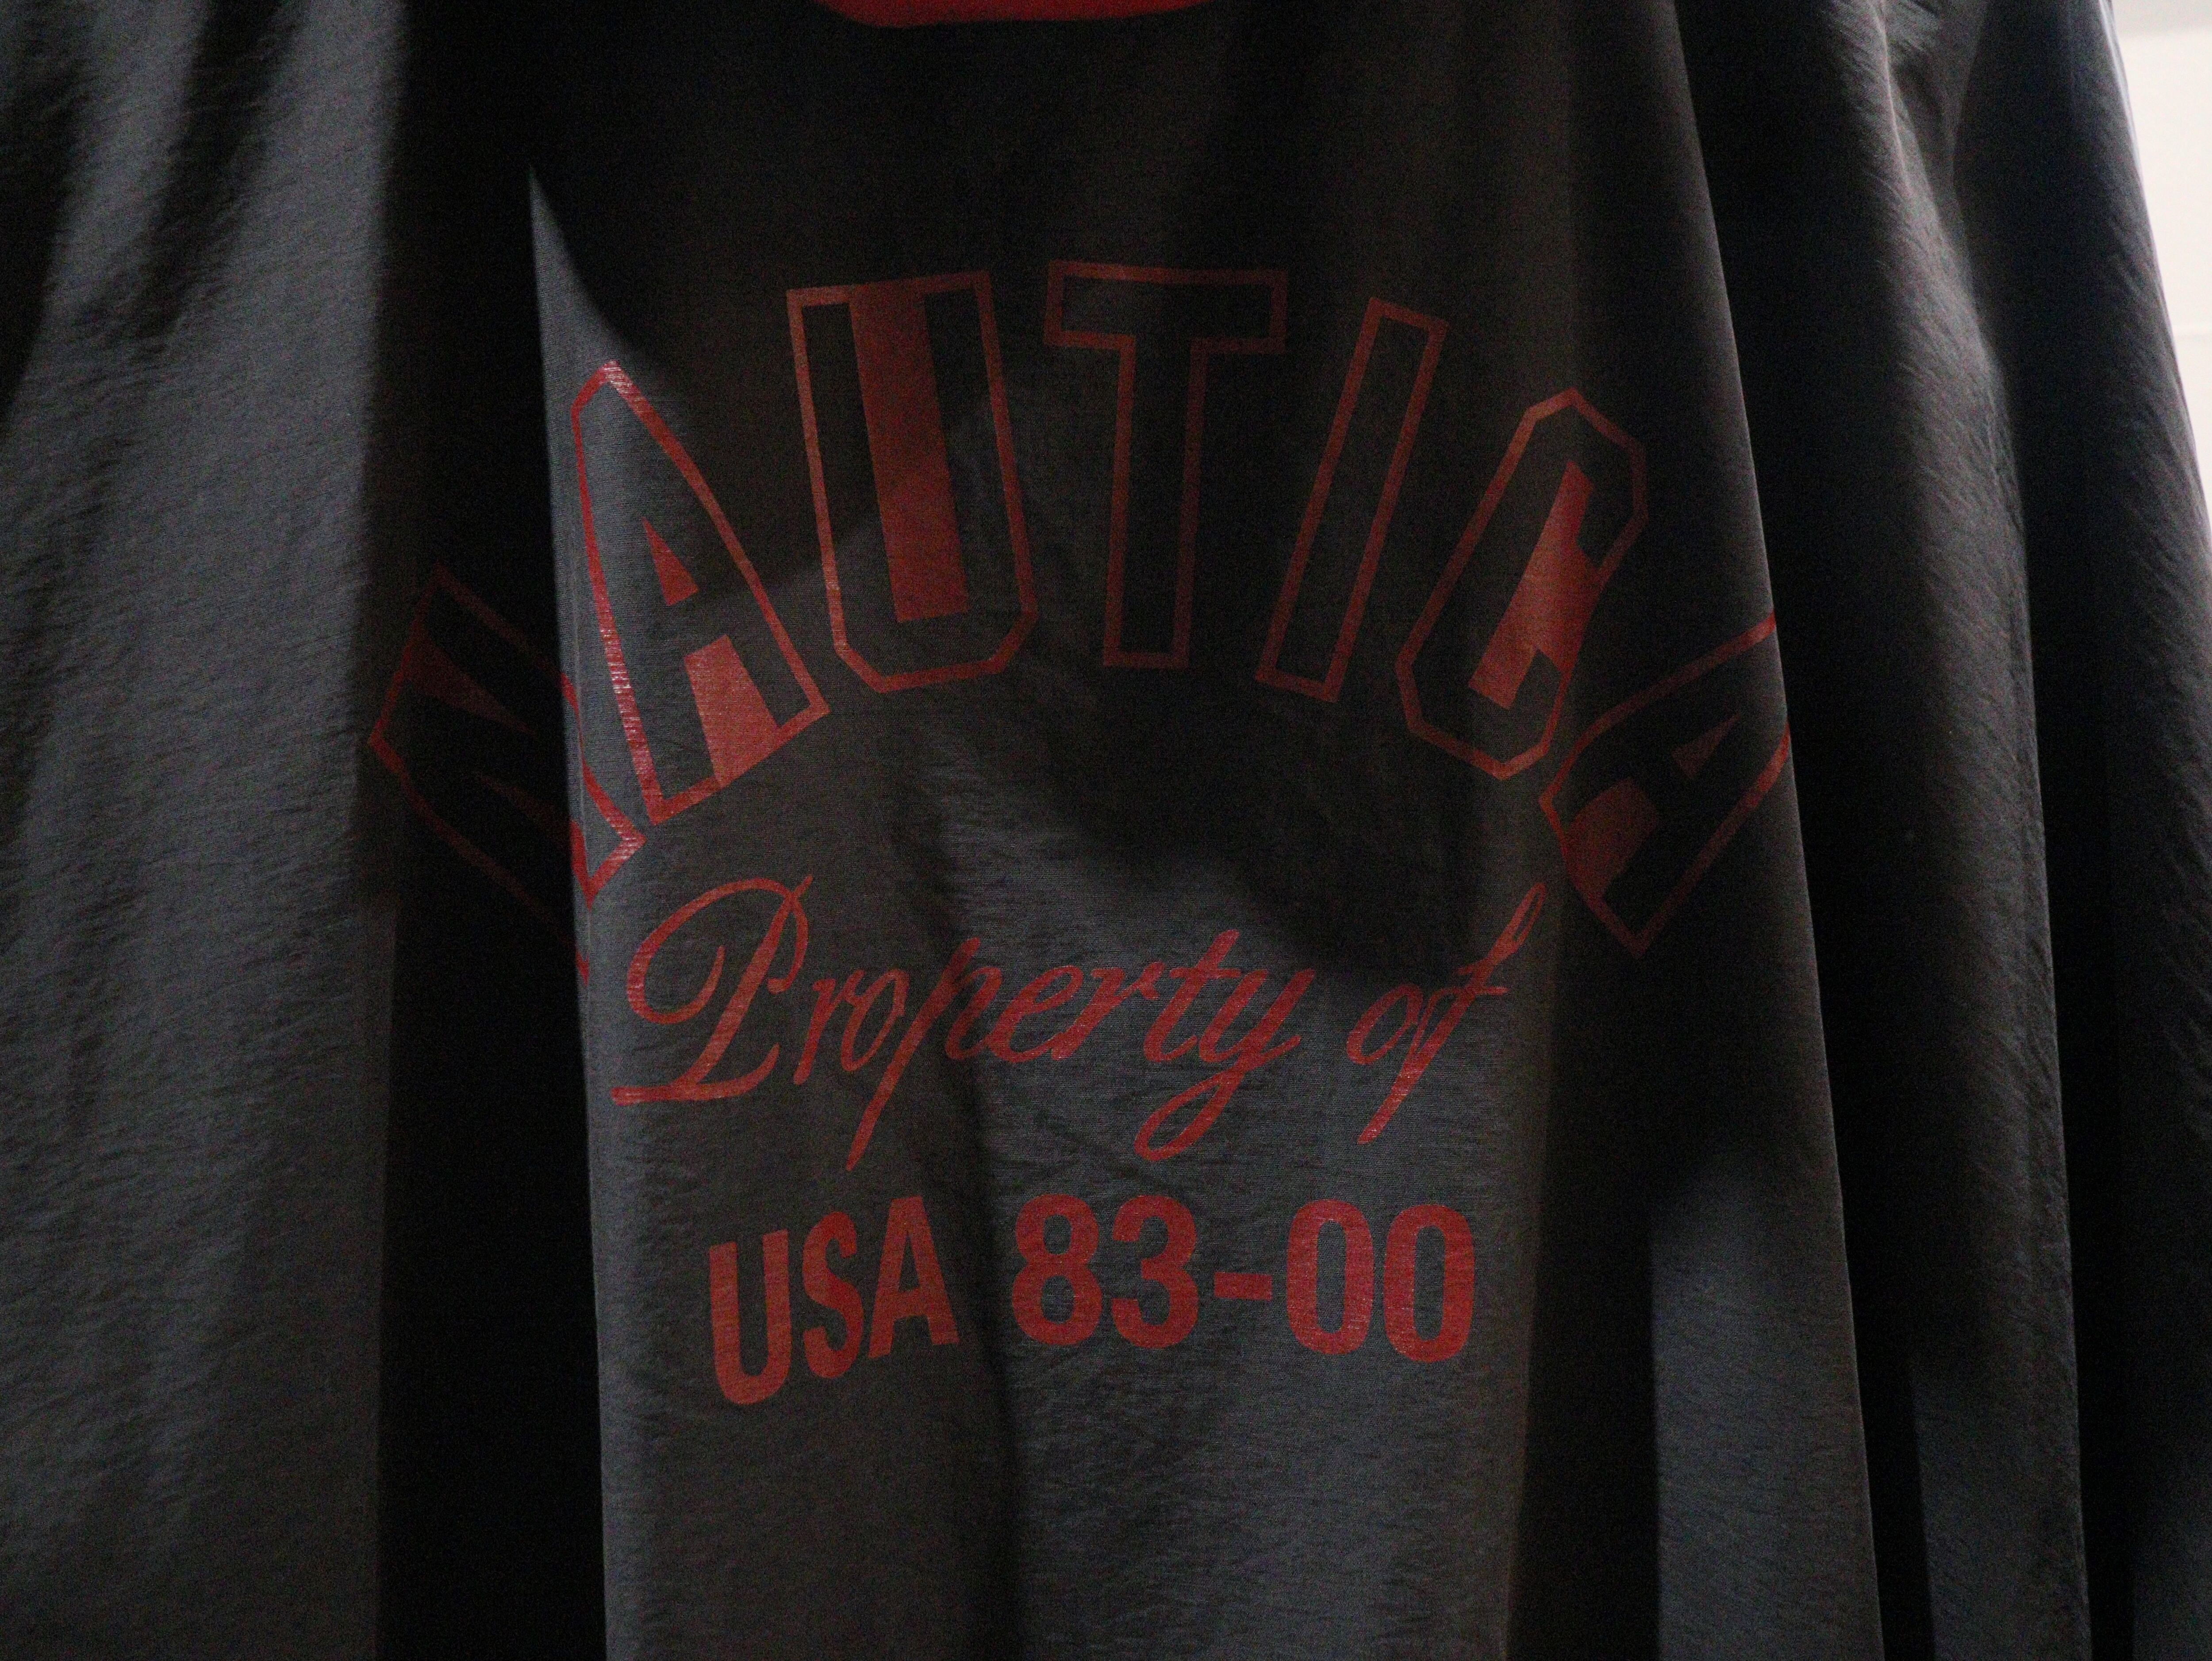 NAUTICA
Property of
USA 83-00